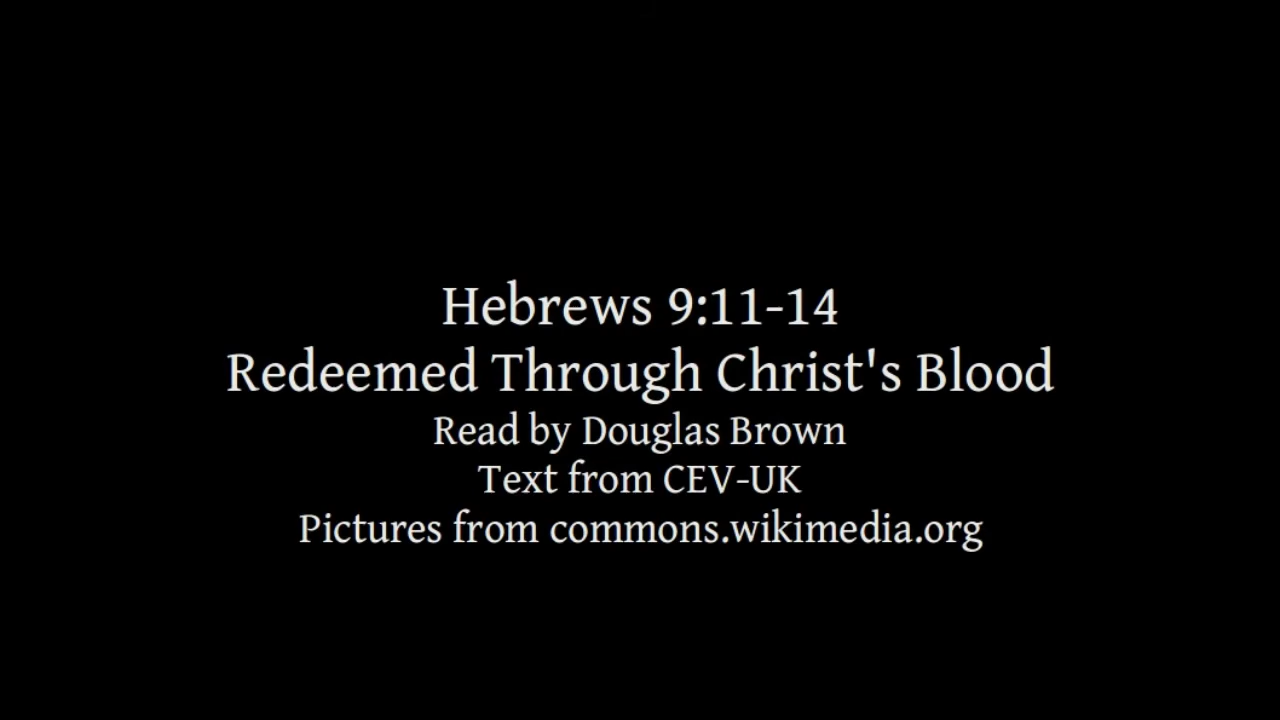 Hebrews 9:11-14
Redeemed Through Christ's Blood
Read by Douglas Brown
Text from CEV-UK
Pictures from commons.wikimedia.org